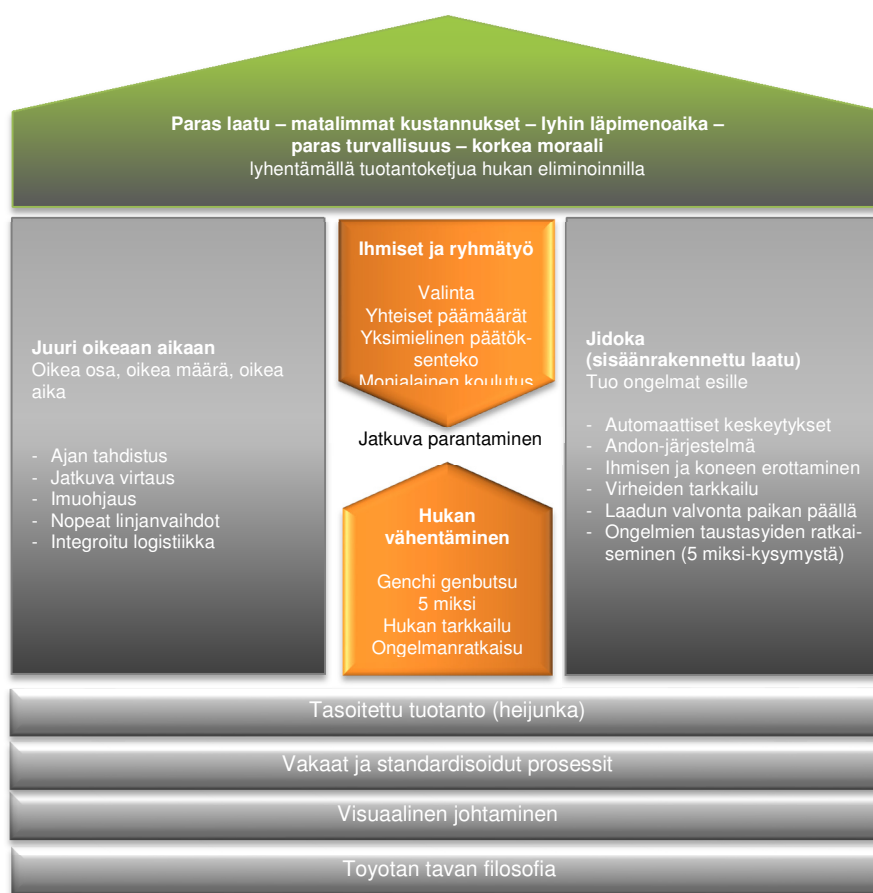 Paras laatu – matalimmat kustannukset – lyhin läpimenoaika –
paras turvallisuus – korkea moraali
lyhentämällä tuotantoketjua hukan eliminoinnilla
Juuri oikeaan aikaan
Oikea osa, oikea määrä, oikea
aika
- Ajan tahdistus
- Jatkuva virtaus
- Imuohjaus
- Nopeat linjanvaihdot
- Integroitu logistiikka
Ihmiset ja ryhmätyö
Valinta
Yhteiset päämäärät
Yksimielinen päätök-
senteko
Monialainen koulutus
Jatkuva parantaminen
Hukan
vähentäminen
Genchi genbutsu
5 miksi
Hukan tarkkailu
Ongelmanratkaisu
Jidoka
(sisäänrakennettu laatu)
Tuo ongelmat esille
- Automaattiset keskeytykset
- Andon-järjestelmä
- Ihmisen ja koneen erottaminen
- Virheiden tarkkailu
- Laadun valvonta paikan päällä
- Ongelmien taustasyiden ratkai-
seminen (5 miksi-kysymystä)
Tasoitettu tuotanto (heijunka)
Vakaat ja standardisoidut prosessit
Visuaalinen johtaminen
Toyotan tavan filosofia